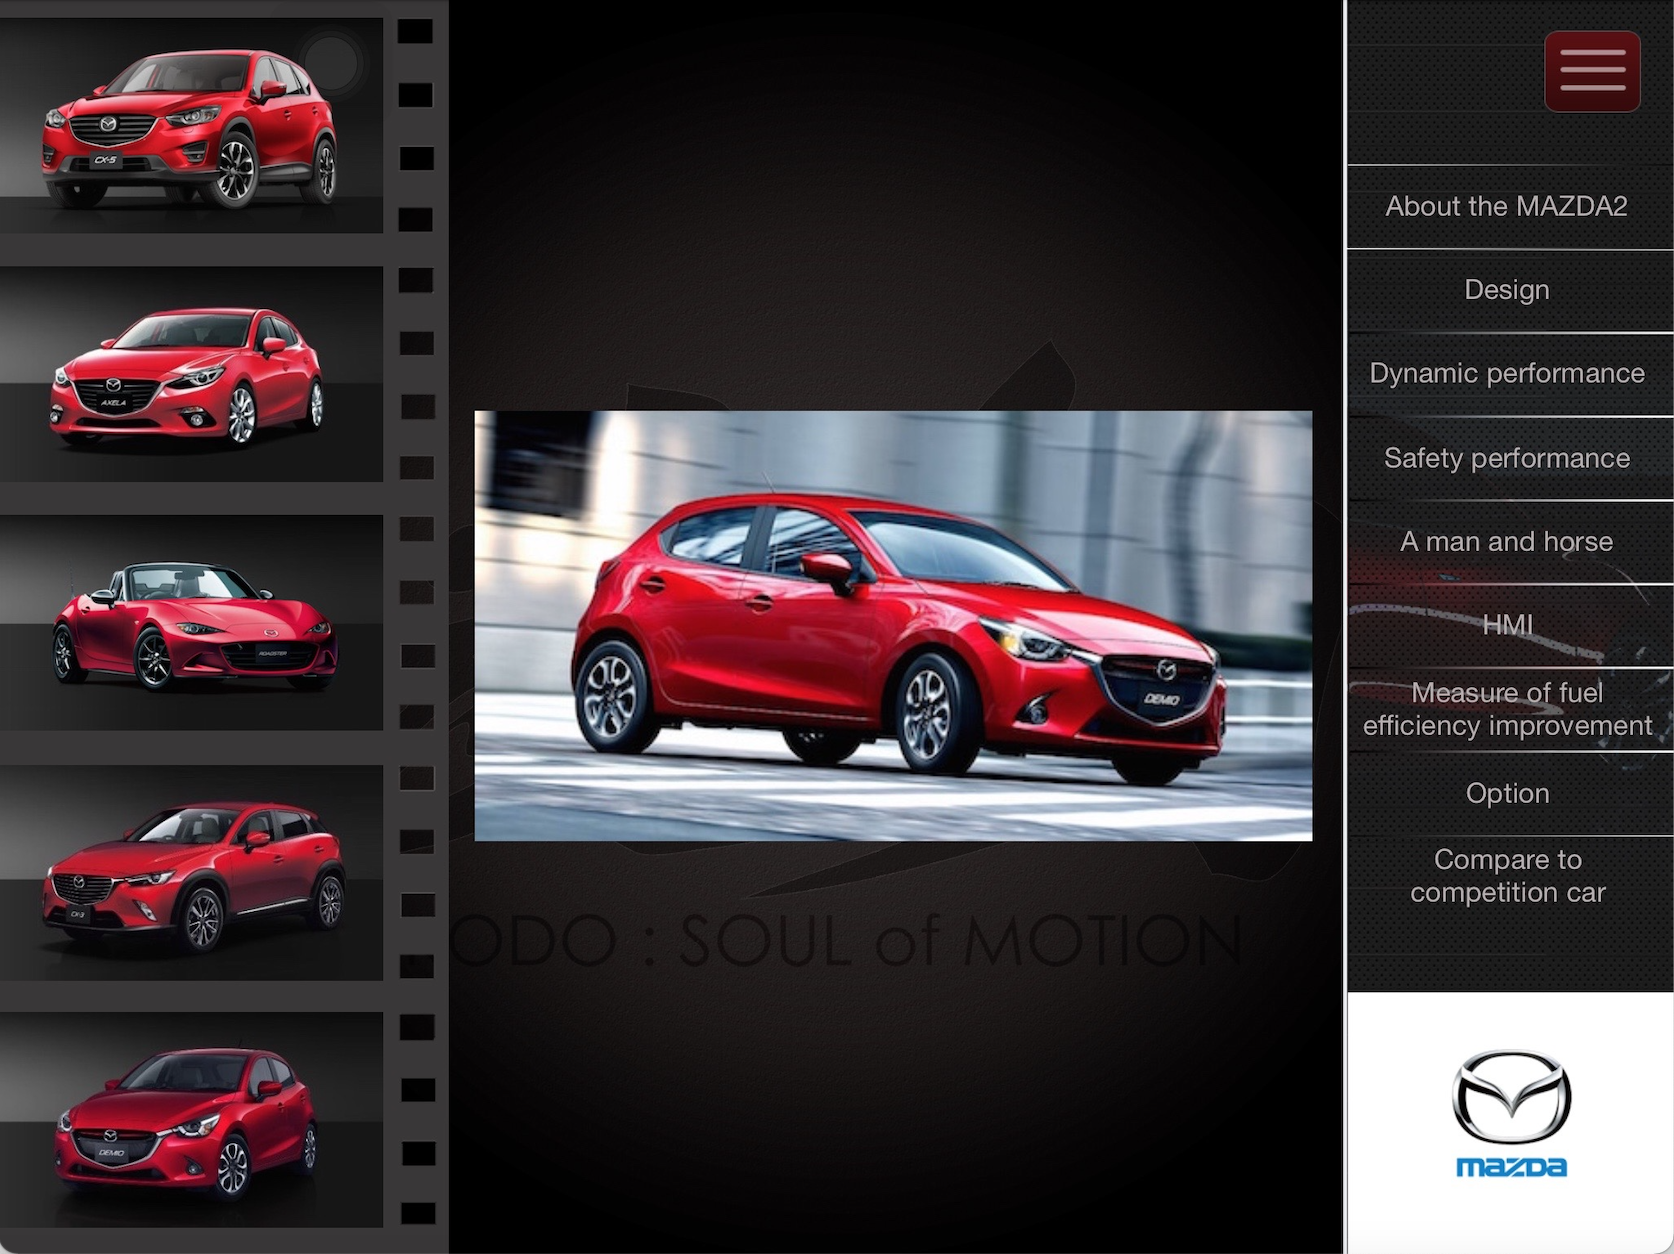 CX-5
AXELA
ROADSTER
CX-3
DEMIO
DEMIO
ODO : SOUL of MOTION
About the MAZDA2
Design
Dynamic performance
Safety performance
A man and horse
HMI
Measure of fuel
efficiency improvement
Option
Compare to
competition car
mazda